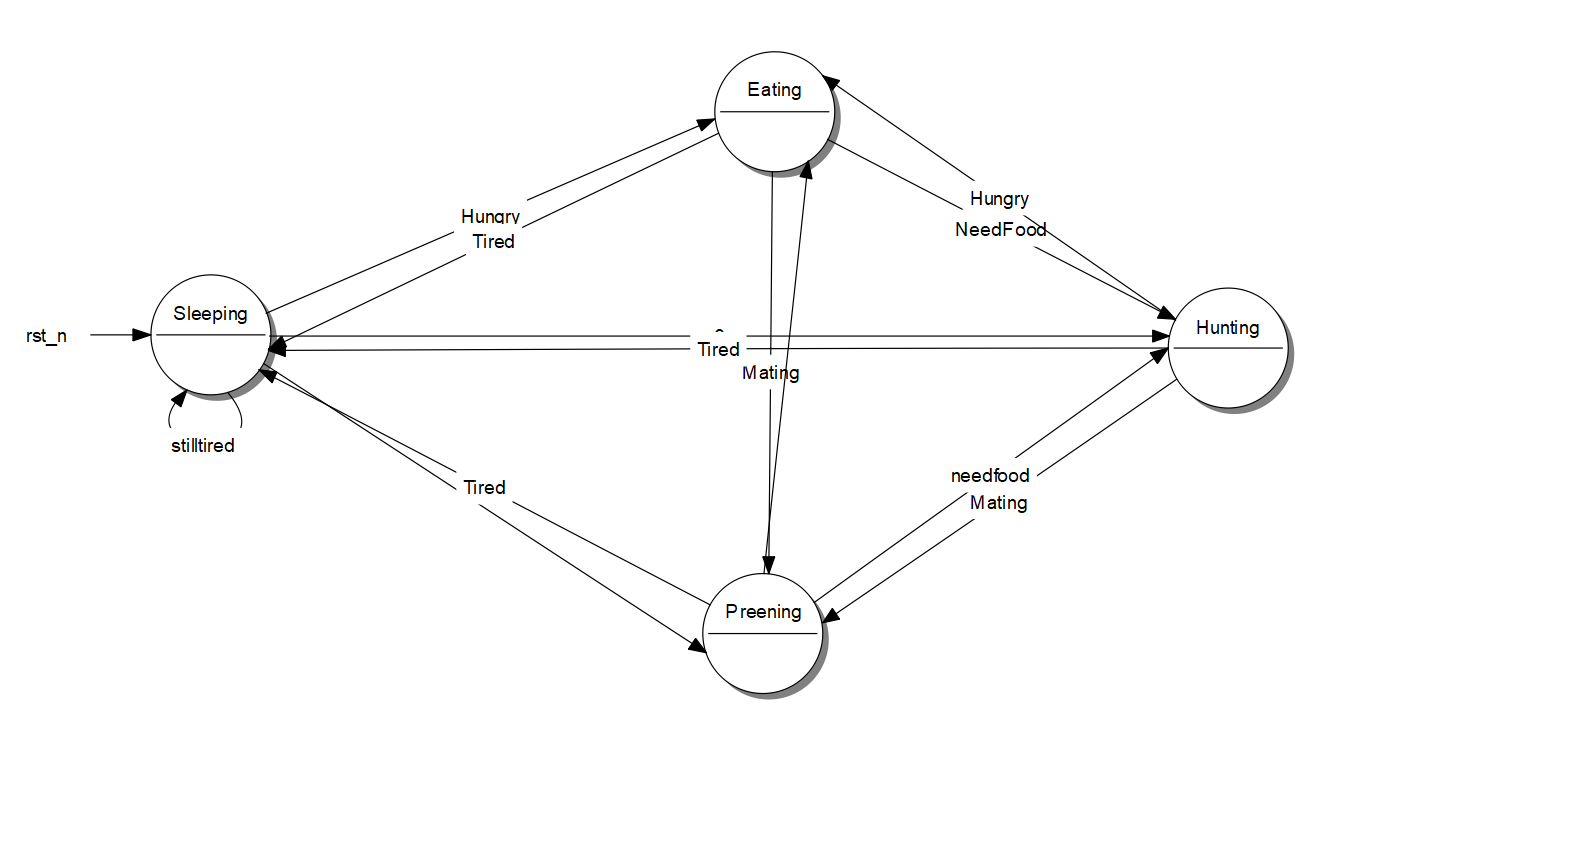 Eating
Hungry
NeedFood
Hungry
Tired
Sleeping
rst_n
Hunting
Tired
Mating
stilltired
needfood
Tired
Mating
Preening